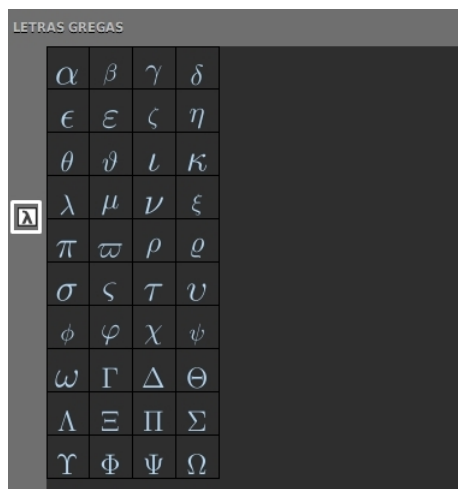 LETRAS GREGAS
α β γ δ
ϵ ε ζ η
θ ϑ ι κ
λ
λ μ ν ξ
π ϖ ρ ϱ
σ ς τ υ
ϕ φ χ ψ
ω Γ Δ Θ
Λ Ξ Π Σ
ϒ Φ Ψ Ω